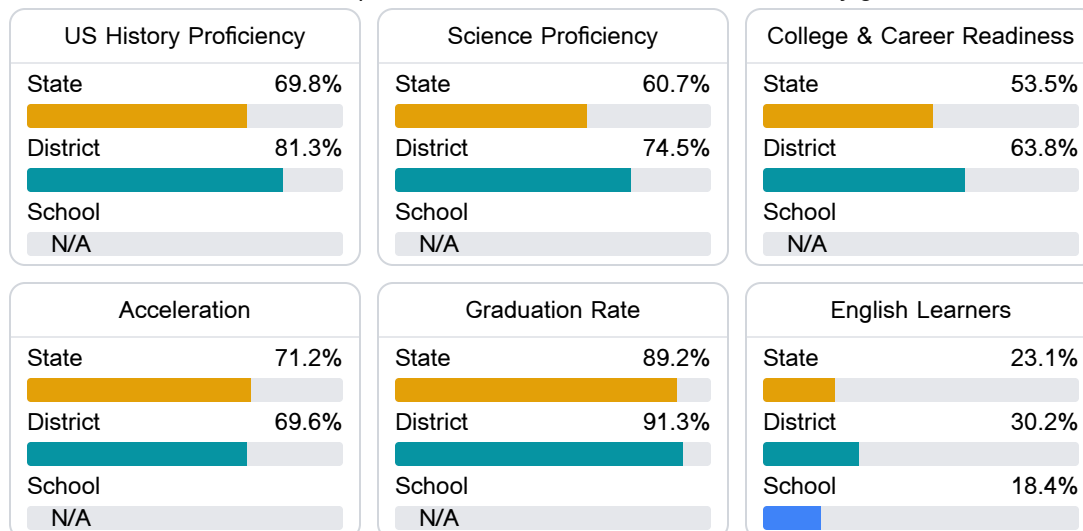 US History Proficiency
State 69.8%
District 81.3%
School
N/A
Science Proficiency
State 60.7%
District 74.5%
School
N/A
College & Career Readiness
State 53.5%
District 63.8%
School
N/A
Acceleration
State 71.2%
District 69.6%
School
N/A
Graduation Rate
State 89.2%
District 91.3%
School
N/A
English Learners
State 23.1%
District 30.2%
School 18.4%